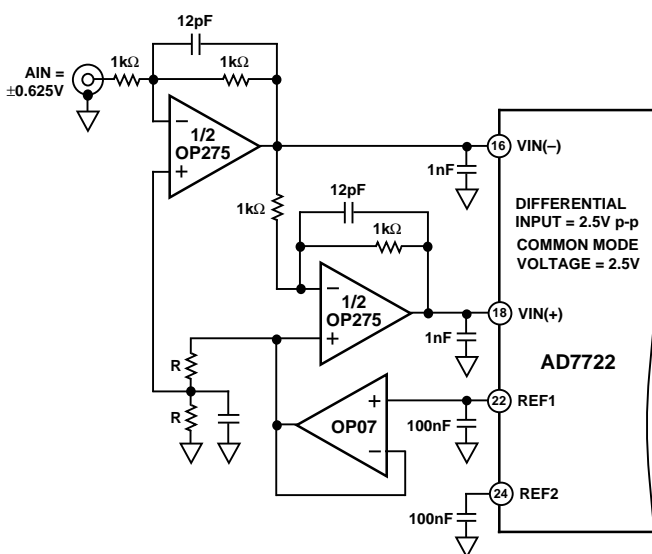 12pF
AIN =
±0.625V
1kΩ
1kΩ
–
1/2
OP275
+
16
VIN(–)
1nF
1kΩ
12pF
1kΩ
DIFFERENTIAL
INPUT = 2.5V p-p
COMMON MODE
VOLTAGE = 2.5V
–
1/2
OP275
+
18
VIN(+)
1nF
AD7722
R
R
+
OP07
–
22
REF1
100nF
24
REF2
100nF